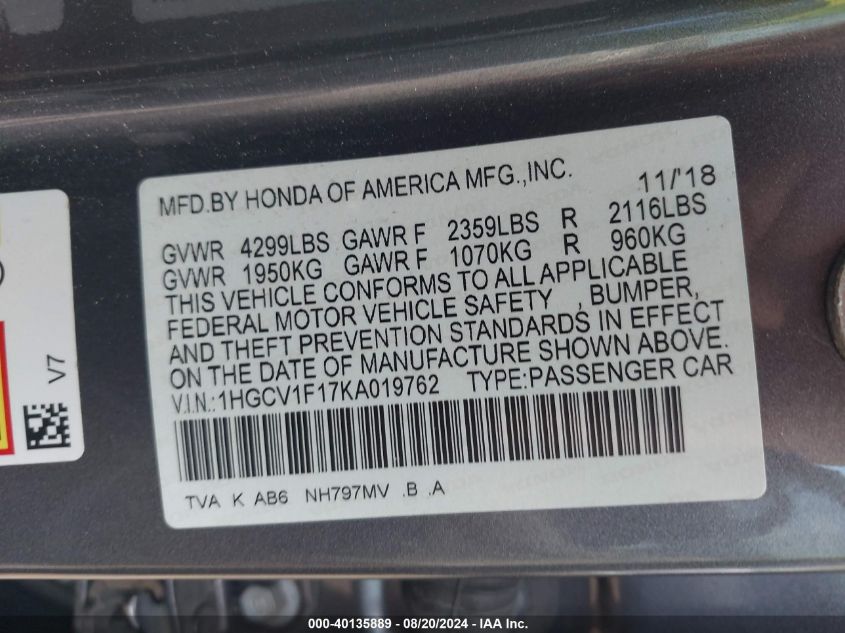 MFD.BY HONDA OF AMERICA MFG.,INC. 11/'18
GVWR 4299LBS GAWR F 2359LBS R 2116LBS
GVWR 1950KG GAWR F 1070KG R 960KG
THIS VEHICLE CONFORMS TO ALL APPLICABLE
FEDERAL MOTOR VEHICLE SAFETY , BUMPER,
AND THEFT PREVENTION STANDARDS IN EFFECT
ON THE DATE OF MANUFACTURE SHOWN ABOVE.
V.I.N.:1HGCV1F17KA019762 TYPE:PASSENGER CAR
TVA K AB6 NH797MV .B .A
V7
000-40135889 - 08/20/2024 - IAA Inc.